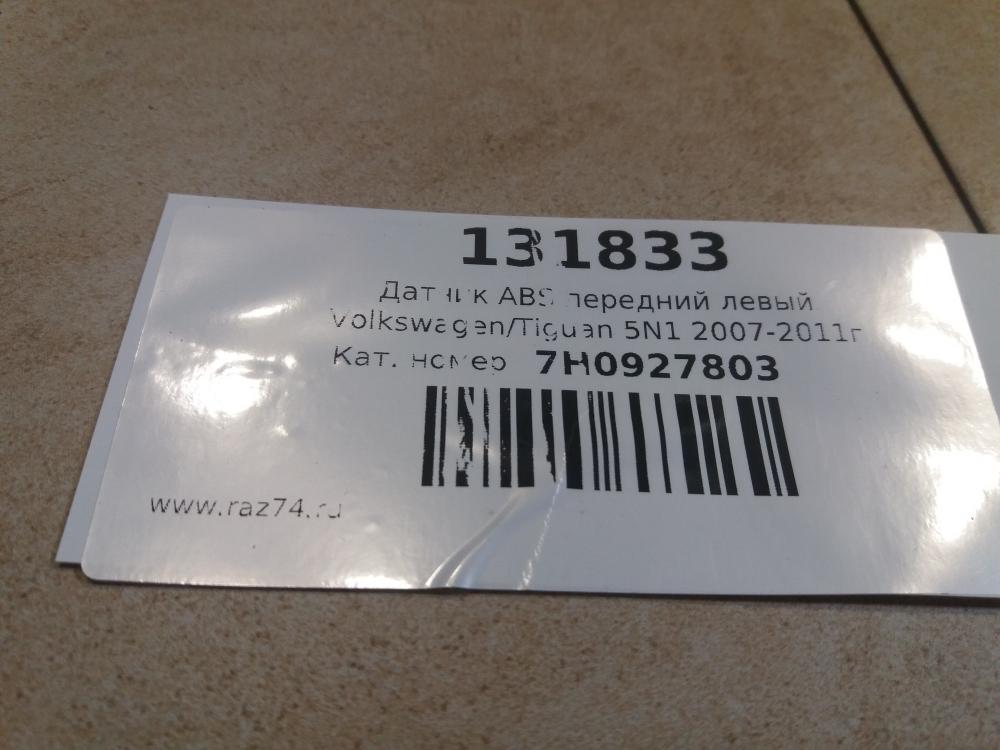 131833
Датчик ABS передний левый
Volkswagen/Tiguan 5N1 2007-2011г
Кат. номер 7H0927803
www.raz74.ru